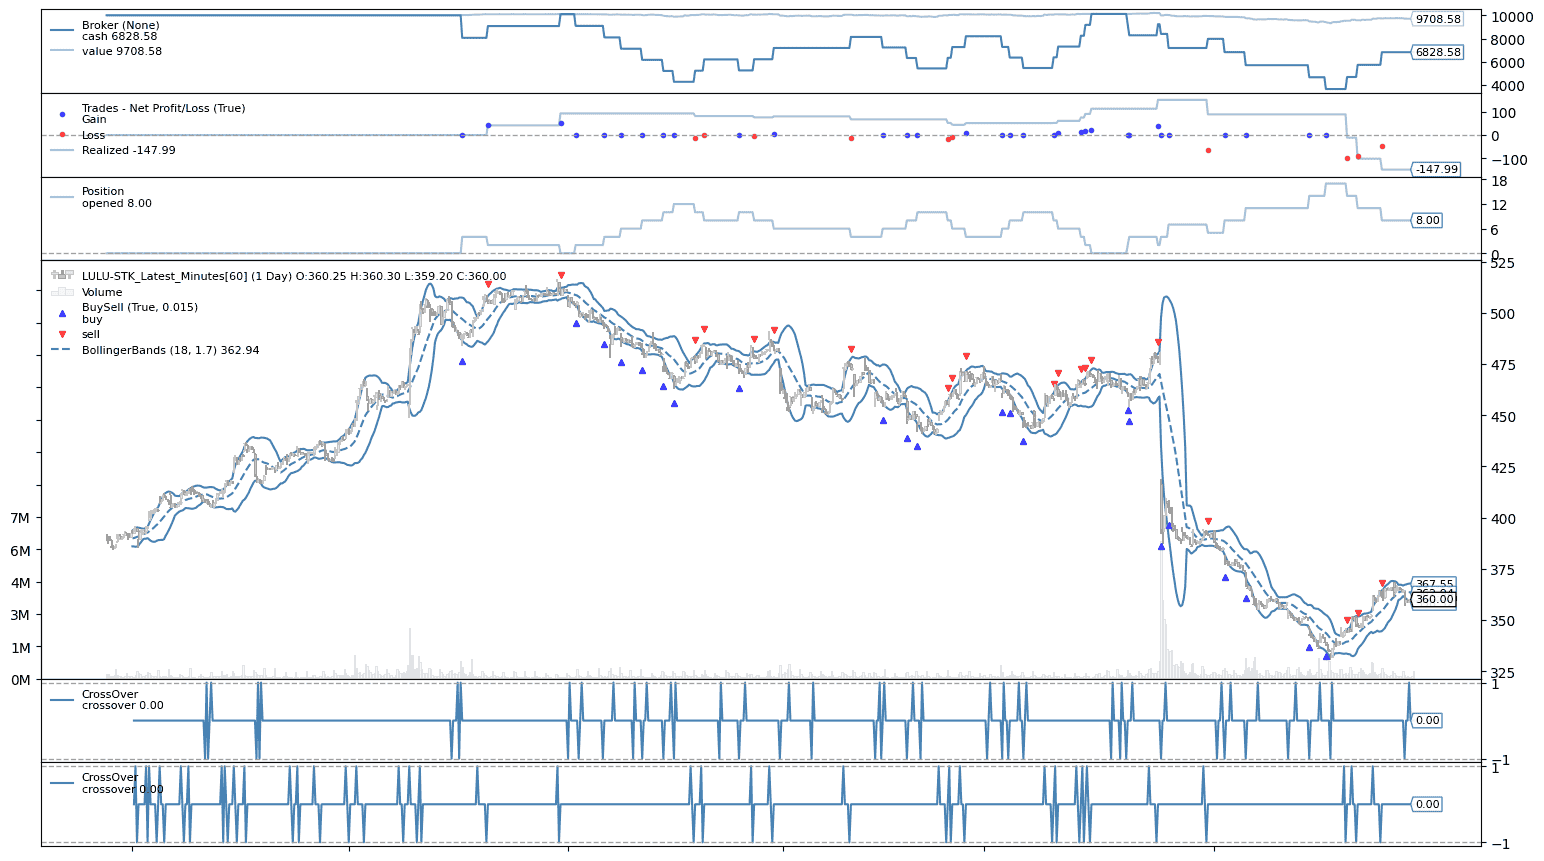 Broker (None)
cash 6828.58
value 9708.58
9708.58
6828.58
10000
8000
6000
4000
Trades - Net Profit/Loss (True)
Gain
Loss
Realized -147.99
-147.99
100
0
−100
Position
opened 8.00
8.00
18
12
6
0
LULU-STK_Latest_Minutes[60] (1 Day) O:360.25 H:360.30 L:359.20 C:360.00
Volume
BuySell (True, 0.015)
buy
sell
BollingerBands (18, 1.7) 362.94
525
500
475
450
425
400
375
350
325
7M
6M
4M
3M
1M
0M
367.55
360.00
CrossOver
crossover 0.00
0.00
1
−1
CrossOver
crossover 0.00
0.00
1
−1